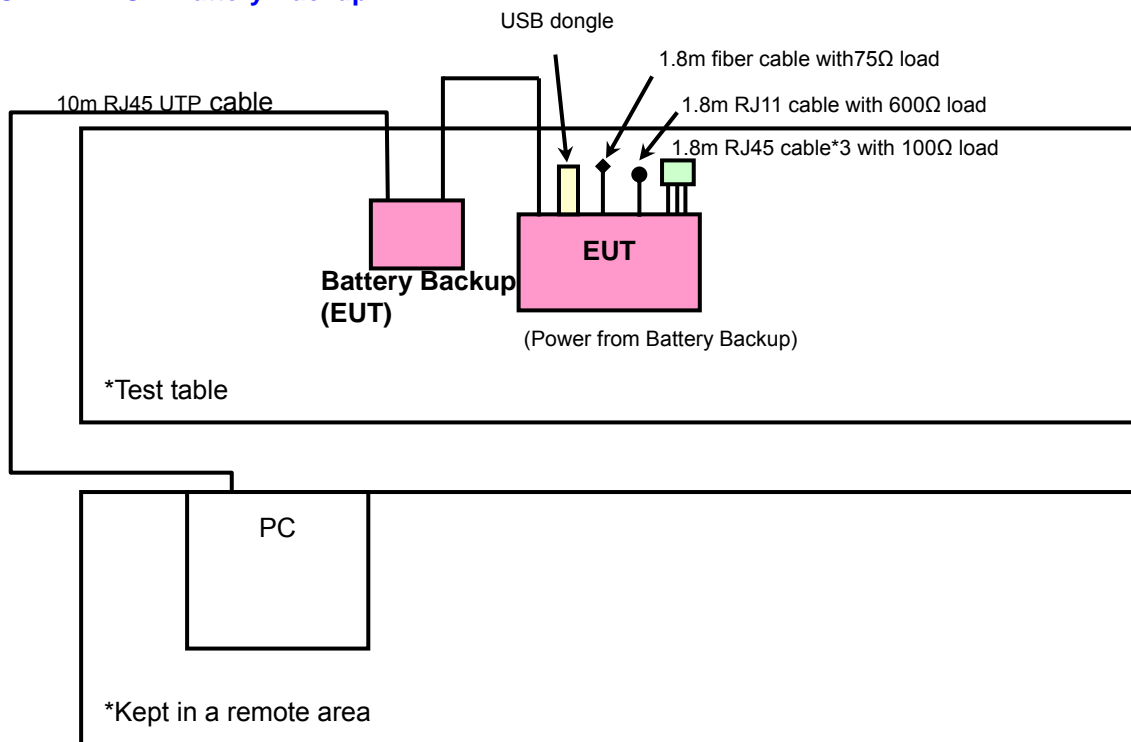 USB dongle
1.8m fiber cable with75Ω load
10m RJ45 UTP cable
1.8m RJ11 cable with 600Ω load
1.8m RJ45 cable*3 with 100Ω load
EUT
Battery Backup
(EUT)
(Power from Battery Backup)
*Test table
PC
*Kept in a remote area